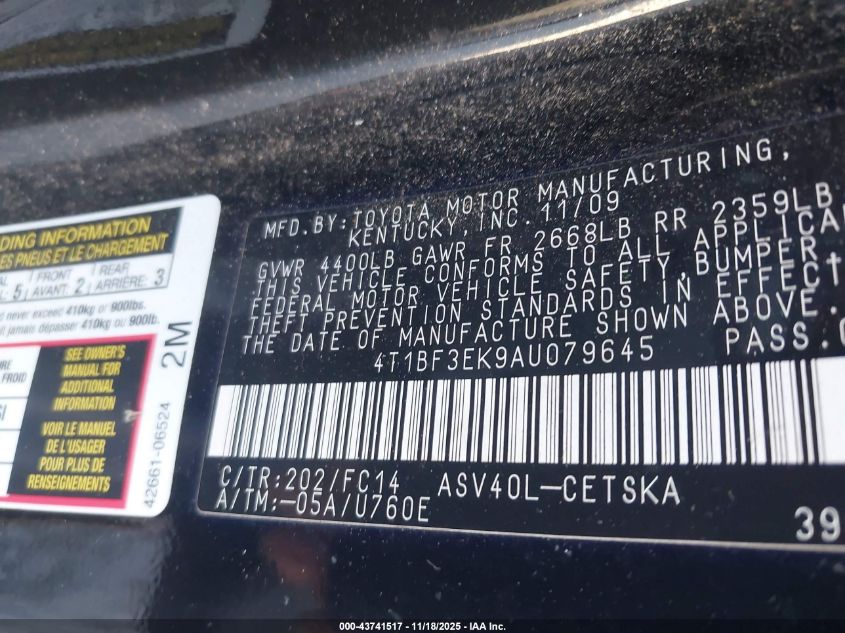 DING INFORMATION
ES PNEUS ET LE CHARGEMENT
5 FRONT AVANT: 2 REAR ARRIÈRE: 3
never exceed 410kg or 900lbs.
jamais dépasser 410kg ou 900lb.
FROID
SEE OWNER'S
MANUAL FOR
ADDITIONAL
INFORMATION
VOIR LE MANUEL
DE L'USAGER
POUR PLUS DE
RENSEIGNEMENTS
2M
42661-06524
MFD.BY:TOYOTA MOTOR MANUFACTURING,
KENTUCKY, INC. 11/09
GVWR 4400LB GAWR FR 2668LB RR 2359LB
THIS VEHICLE CONFORMS TO ALL APPLICA
FEDERAL MOTOR VEHICLE SAFETY,BUMPER,
THEFT PREVENTION STANDARDS IN EFFECT
THE DATE OF MANUFACTURE SHOWN ABOVE.
4T1BF3EK9AU079645 PASS.
C/TR:202/FC14 ASV40L-CETSKA
A/TM:-05A/U760E
39
000-43741517 - 11/18/2025 - IAA Inc.